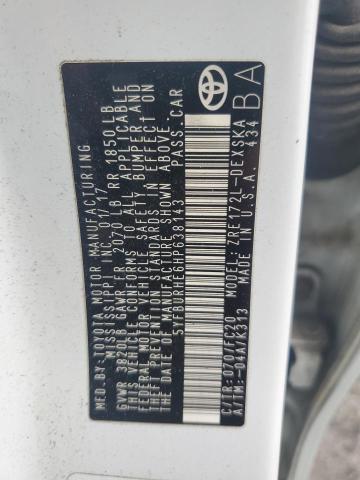 MFD.BY:TOYOTA MOTOR MANUFACTURING
MISSISSIPPI INC. 01/17
GVWR 3820LB GAWR FR 2070 LB RR 1850LB
THIS VEHICLE CONFORMS TO ALL APPLICABLE
FEDERAL MOTOR VEHICLE SAFETY, BUMPER, AND
THEFT PREVENTION STANDARDS IN EFFECT ON
THE DATE OF MANUFACTURE SHOWN ABOVE.
5YFBURHE6HP638143 PASS.CAR
C/TR:070/FC20 MODEL:ZRE172L-DEXSKA
A/TM:-04A/K313 MADE IN U.S.A. 434
BA
TOYOTA